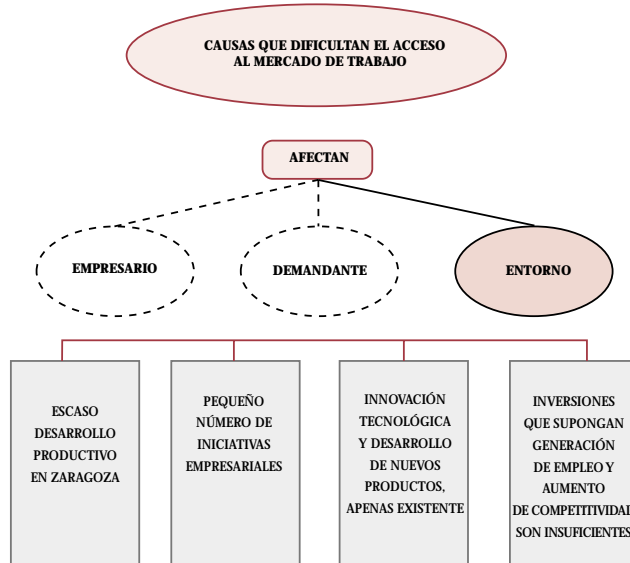 CAUSAS QUE DIFICULTAN EL ACCESO
AL MERCADO DE TRABAJO
AFECTAN
EMPRESARIO
DEMANDANTE
ENTORNO
ESCASO
DESARROLLO
PRODUCTIVO
EN ZARAGOZA
PEQUEÑO
NÚMERO DE
INICIATIVAS
EMPRESARIALES
INNOVACIÓN
TECNOLÓGICA
Y DESARROLLO
DE NUEVOS
PRODUCTOS,
APENAS EXISTENTE
INVERSIONES
QUE SUPONGAN
GENERACIÓN
DE EMPLEO Y
AUMENTO
DE COMPETITIVIDAD
SON INSUFICIENTES